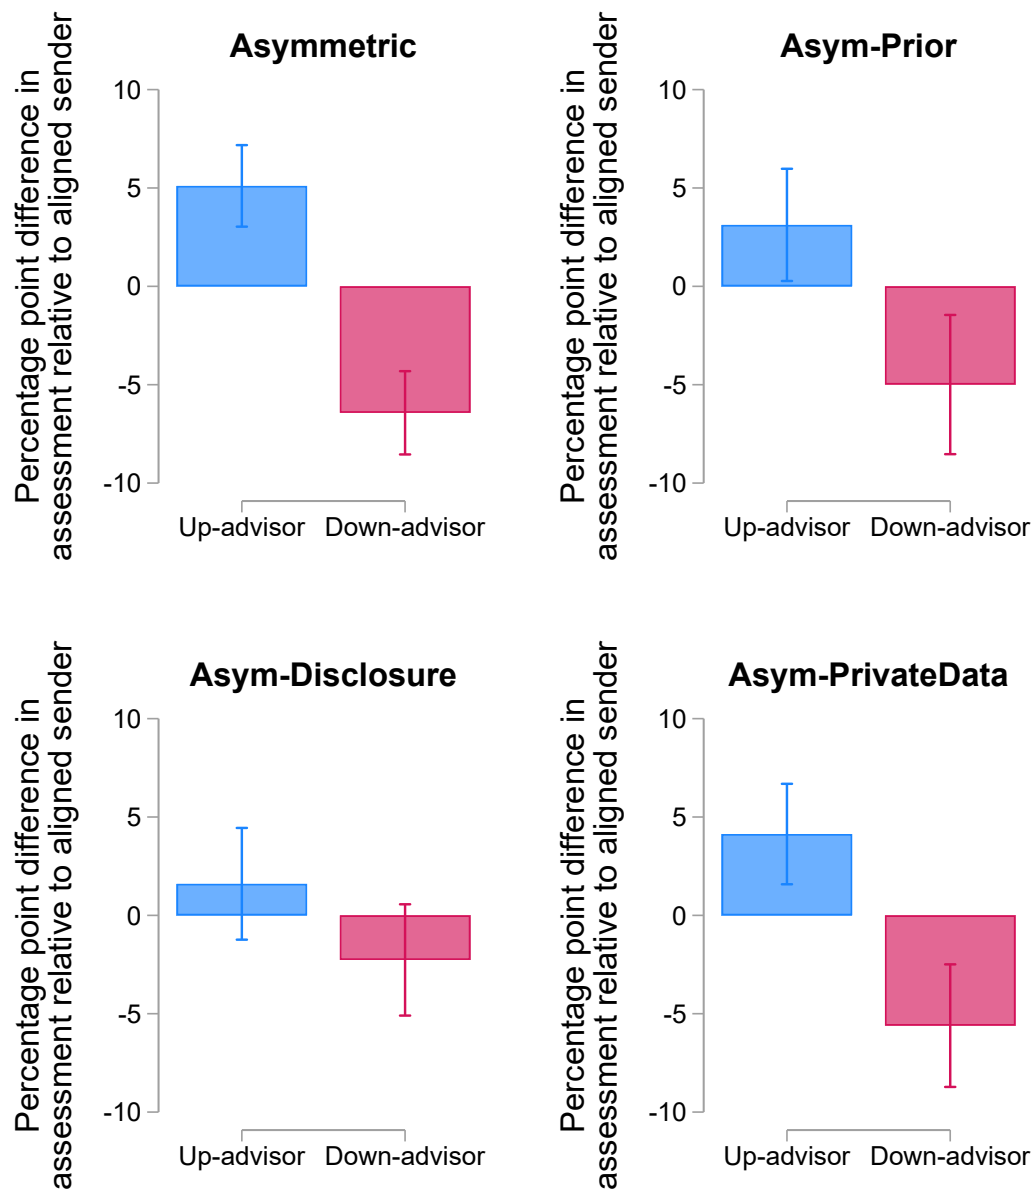 Asymmetric
Percentage point difference in
assessment relative to aligned sender
10
5
0
-5
-10
Up-advisor
Down-advisor
Asym-Prior
Percentage point difference in
assessment relative to aligned sender
10
5
0
-5
-10
Up-advisor
Down-advisor
Asym-Disclosure
Percentage point difference in
assessment relative to aligned sender
10
5
0
-5
-10
Up-advisor
Down-advisor
Asym-PrivateData
Percentage point difference in
assessment relative to aligned sender
10
5
0
-5
-10
Up-advisor
Down-advisor